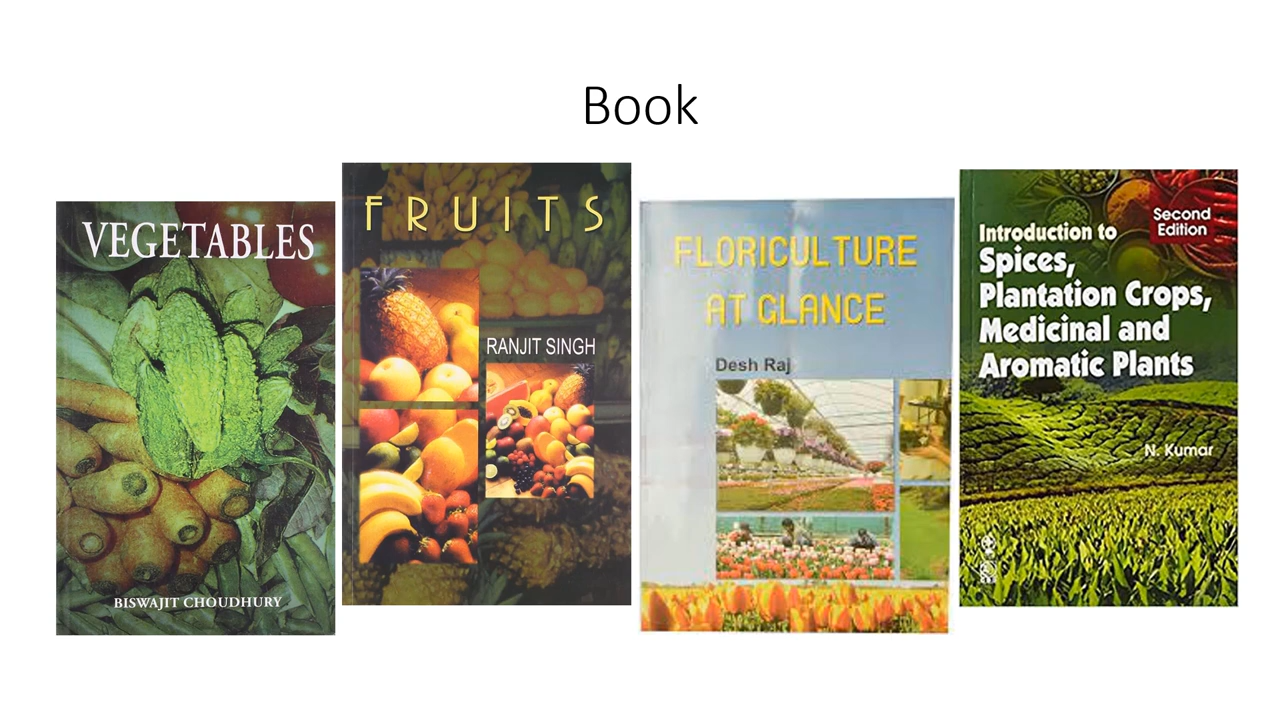 Book
VEGETABLES
BISWAJIT CHOUDHURY
FRUITS
RANJIT SINGH
FLORICULTURE
AT GLANCE
Desh Raj
Second
Edition
Introduction to
Spices,
Plantation Crops,
Medicinal and
Aromatic Plants
N. Kumar